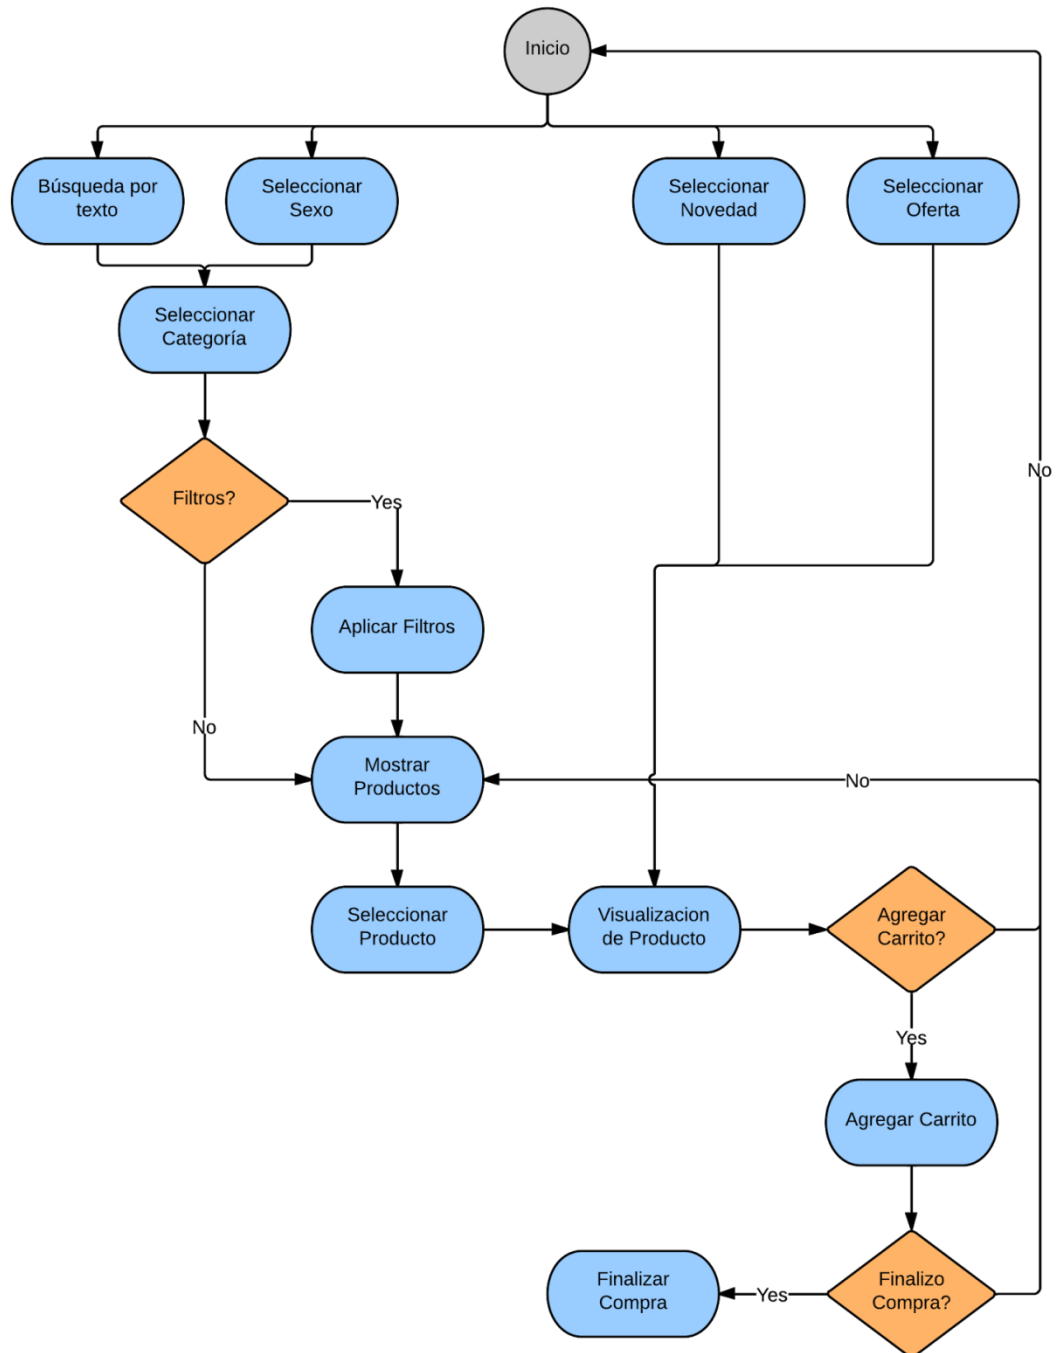 Inicio
Búsqueda por
texto
Seleccionar
Sexo
Seleccionar
Novedad
Seleccionar
Oferta
Seleccionar
Categoría
Filtros?
Yes
No
Aplicar Filtros
No
Mostrar
Productos
No
Seleccionar
Producto
Visualizacion
de Producto
Agregar
Carrito?
Yes
Agregar Carrito
Finalizar
Compra
Yes
Finalizo
Compra?